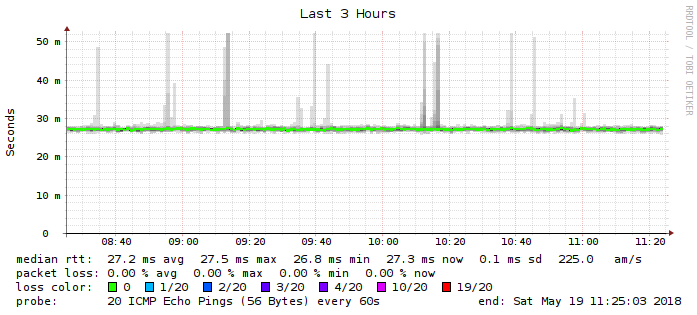 Last 3 Hours
RRDTOOL / TOBI OETIKER
Seconds
50 m
40 m
30 m
20 m
10 m
0
08:40 09:00 09:20 09:40 10:00 10:20 10:40 11:00 11:20
median rtt: 27.2 ms avg 27.5 ms max 26.8 ms min 27.3 ms now 0.1 ms sd 225.0 am/s
packet loss: 0.00 % avg 0.00 % max 0.00 % min 0.00 % now
loss color: 0 1/20 2/20 3/20 4/20 10/20 19/20
probe: 20 ICMP Echo Pings (56 Bytes) every 60s end: Sat May 19 11:25:03 2018